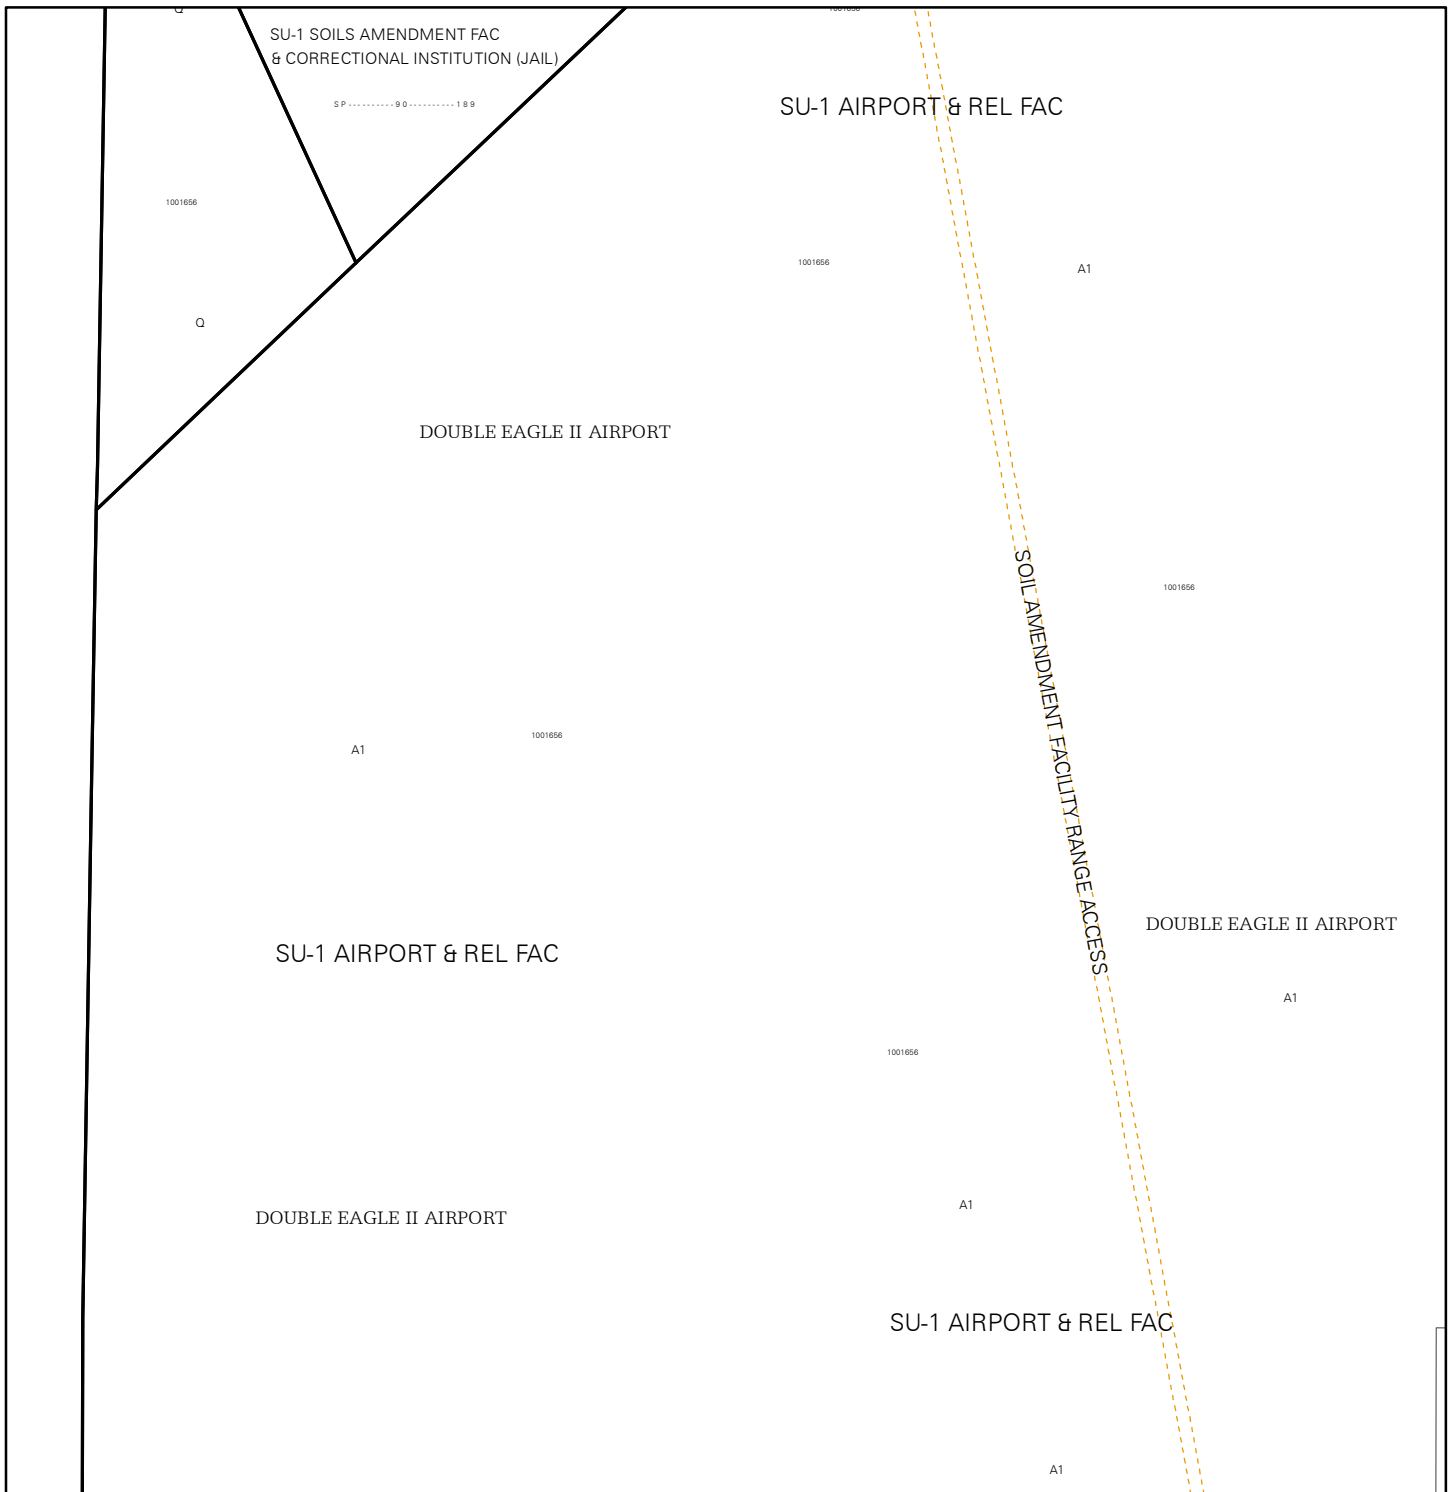 Q
1001656
SU-1 SOILS AMENDMENT FAC
& CORRECTIONAL INSTITUTION (JAIL)
SP----------90----------189
SU-1 AIRPORT & REL FAC
1001656
1001656
A1
Q
DOUBLE EAGLE II AIRPORT
SOIL AMENDMENT FACILITY RANGE ACCESS
1001656
1001656
A1
DOUBLE EAGLE II AIRPORT
SU-1 AIRPORT & REL FAC
A1
1001656
A1
DOUBLE EAGLE II AIRPORT
SU-1 AIRPORT & REL FAC
A1